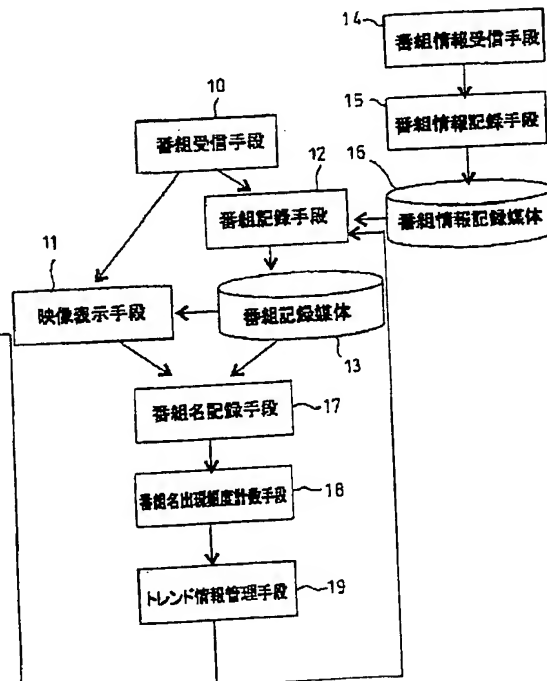 14
番組情報受信手段
15
番組情報記録手段
16
番組情報記録媒体
10
番組受信手段
12
番組記録手段
11
映像表示手段
番組記録媒体
13
番組名記録手段
17
番組名出現頻度計数手段
18
トレンド情報管理手段
19